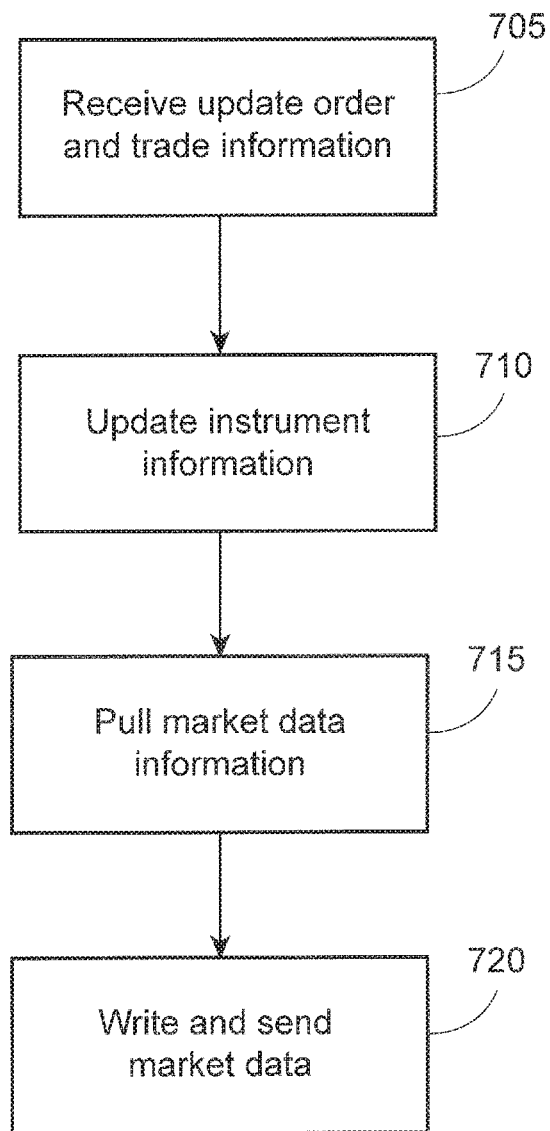 705
Receive update order
and trade information
710
Update instrument
information
715
Pull market data
information
720
Write and send
market data